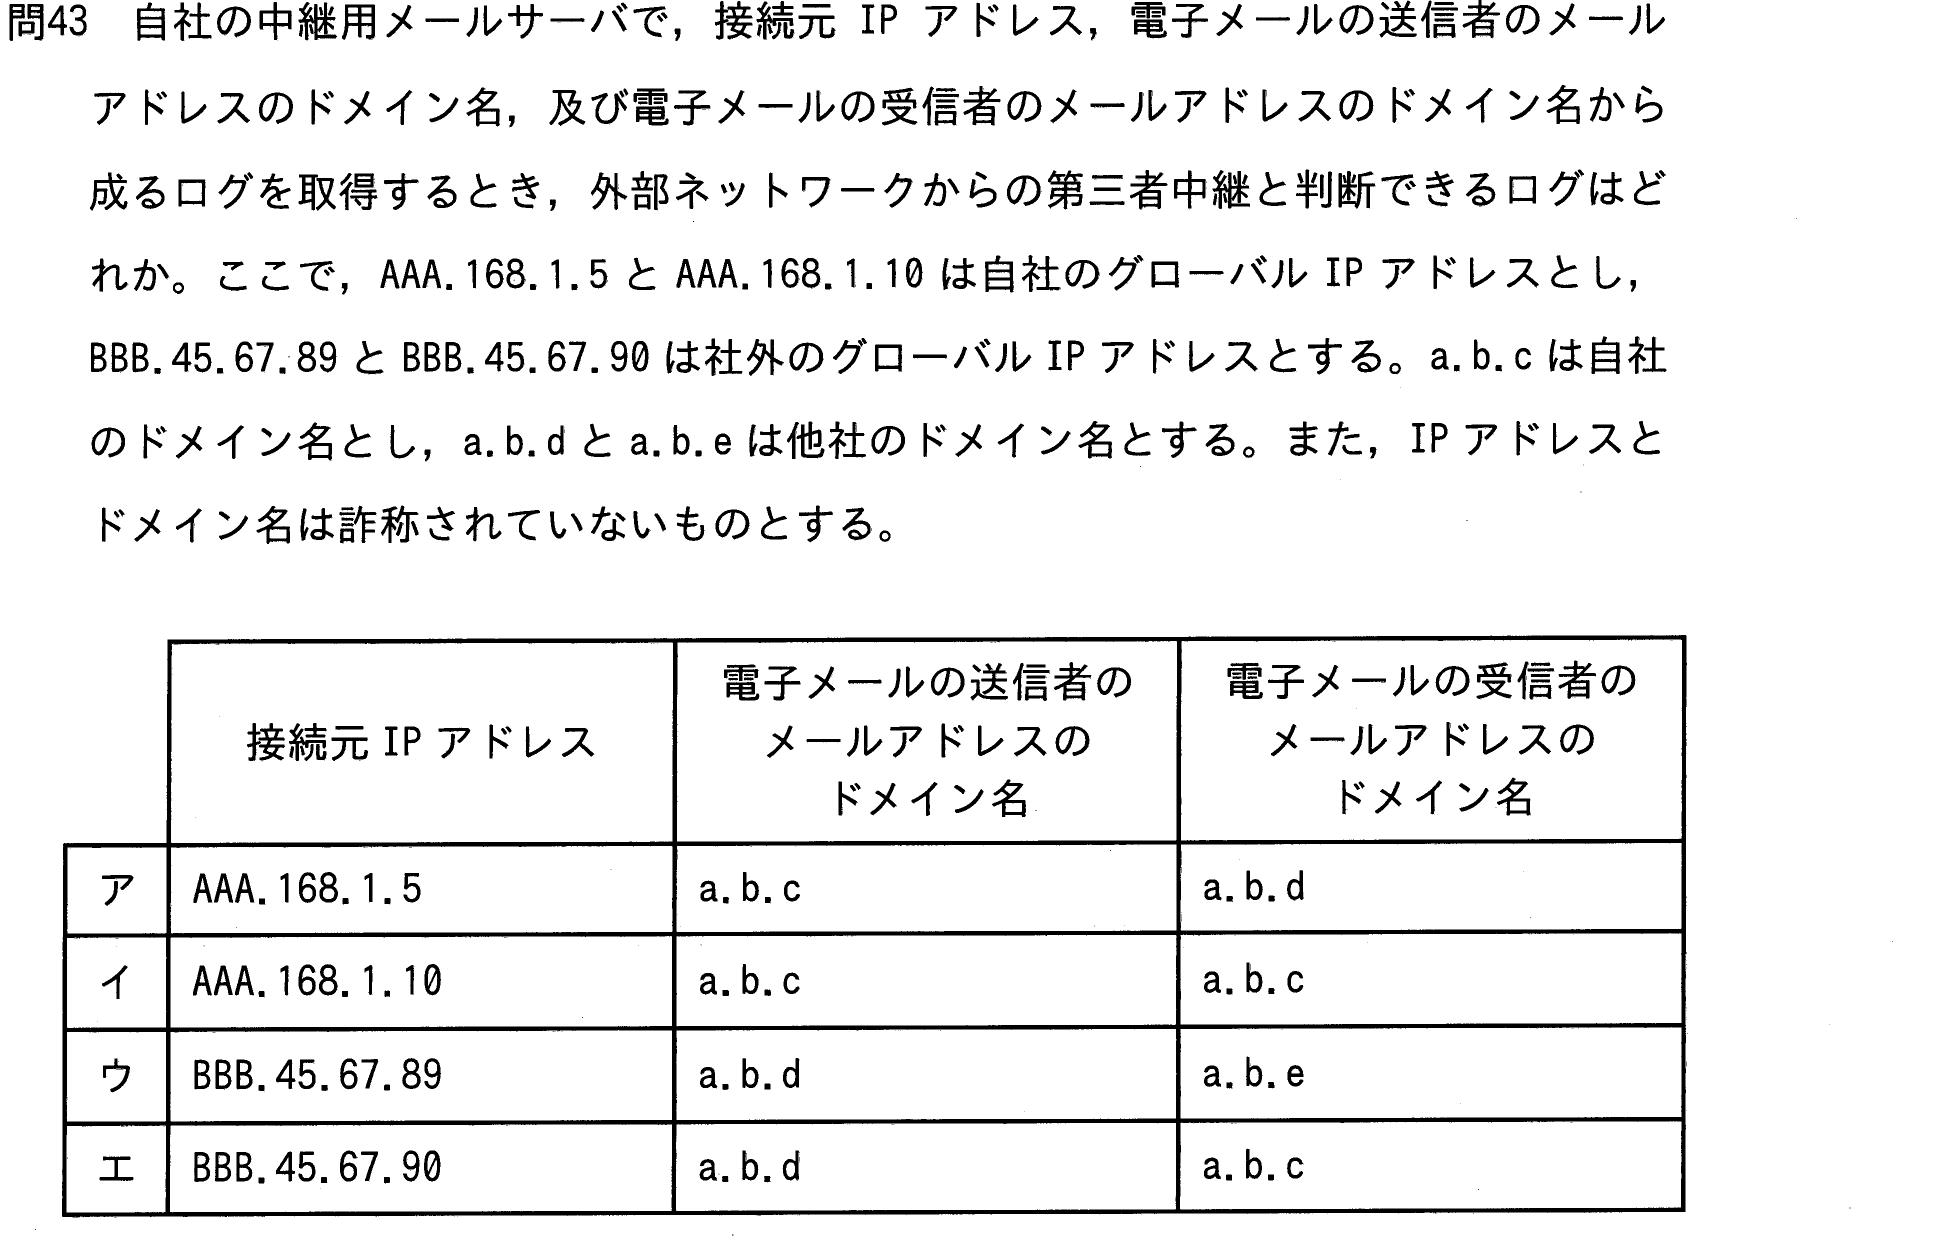 問43 自社の中継用メールサーバで，接続元 IP アドレス，電子メールの送信者のメール
アドレスのドメイン名，及び電子メールの受信者のメールアドレスのドメイン名から
成るログを取得するとき，外部ネットワークからの第三者中継と判断できるログはど
れか。ここで，AAA.168.1.5 と AAA.168.1.10 は自社のグローバル IP アドレスとし，
BBB.45.67.89 と BBB.45.67.90 は社外のグローバル IP アドレスとする。a.b.c は自社
のドメイン名とし，a.b.d と a.b.e は他社のドメイン名とする。また，IP アドレスと
ドメイン名は詐称されていないものとする。
接続元 IP アドレス
電子メールの送信者の
メールアドレスの
ドメイン名
電子メールの受信者の
メールアドレスの
ドメイン名
ア AAA.168.1.5 a.b.c a.b.d
イ AAA.168.1.10 a.b.c a.b.c
ウ BBB.45.67.89 a.b.d a.b.e
エ BBB.45.67.90 a.b.d a.b.c